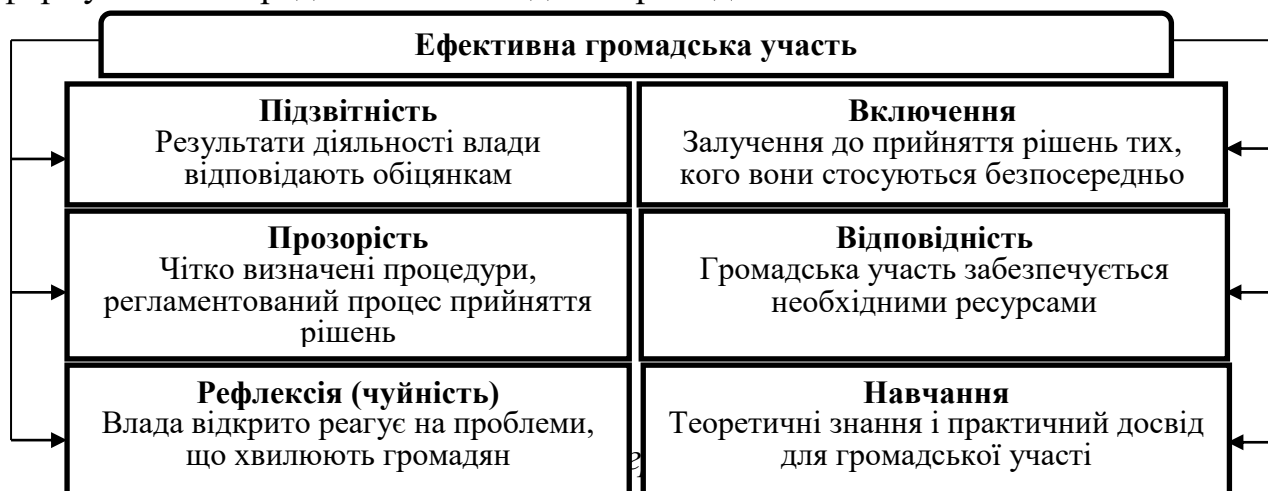 Ефективна громадська участь
Підзвітність
Результати діяльності влади
відповідають обіцянкам
Включення
Залучення до прийняття рішень тих,
кого вони стосуються безпосередньо
Прозорість
Чітко визначені процедури,
регламентований процес прийняття
рішень
Відповідність
Громадська участь забезпечується
необхідними ресурсами
Рефлексія (чуйність)
Влада відкрито реагує на проблеми,
що хвилюють громадян
Навчання
Теоретичні знання і практичний досвід
для громадської участі